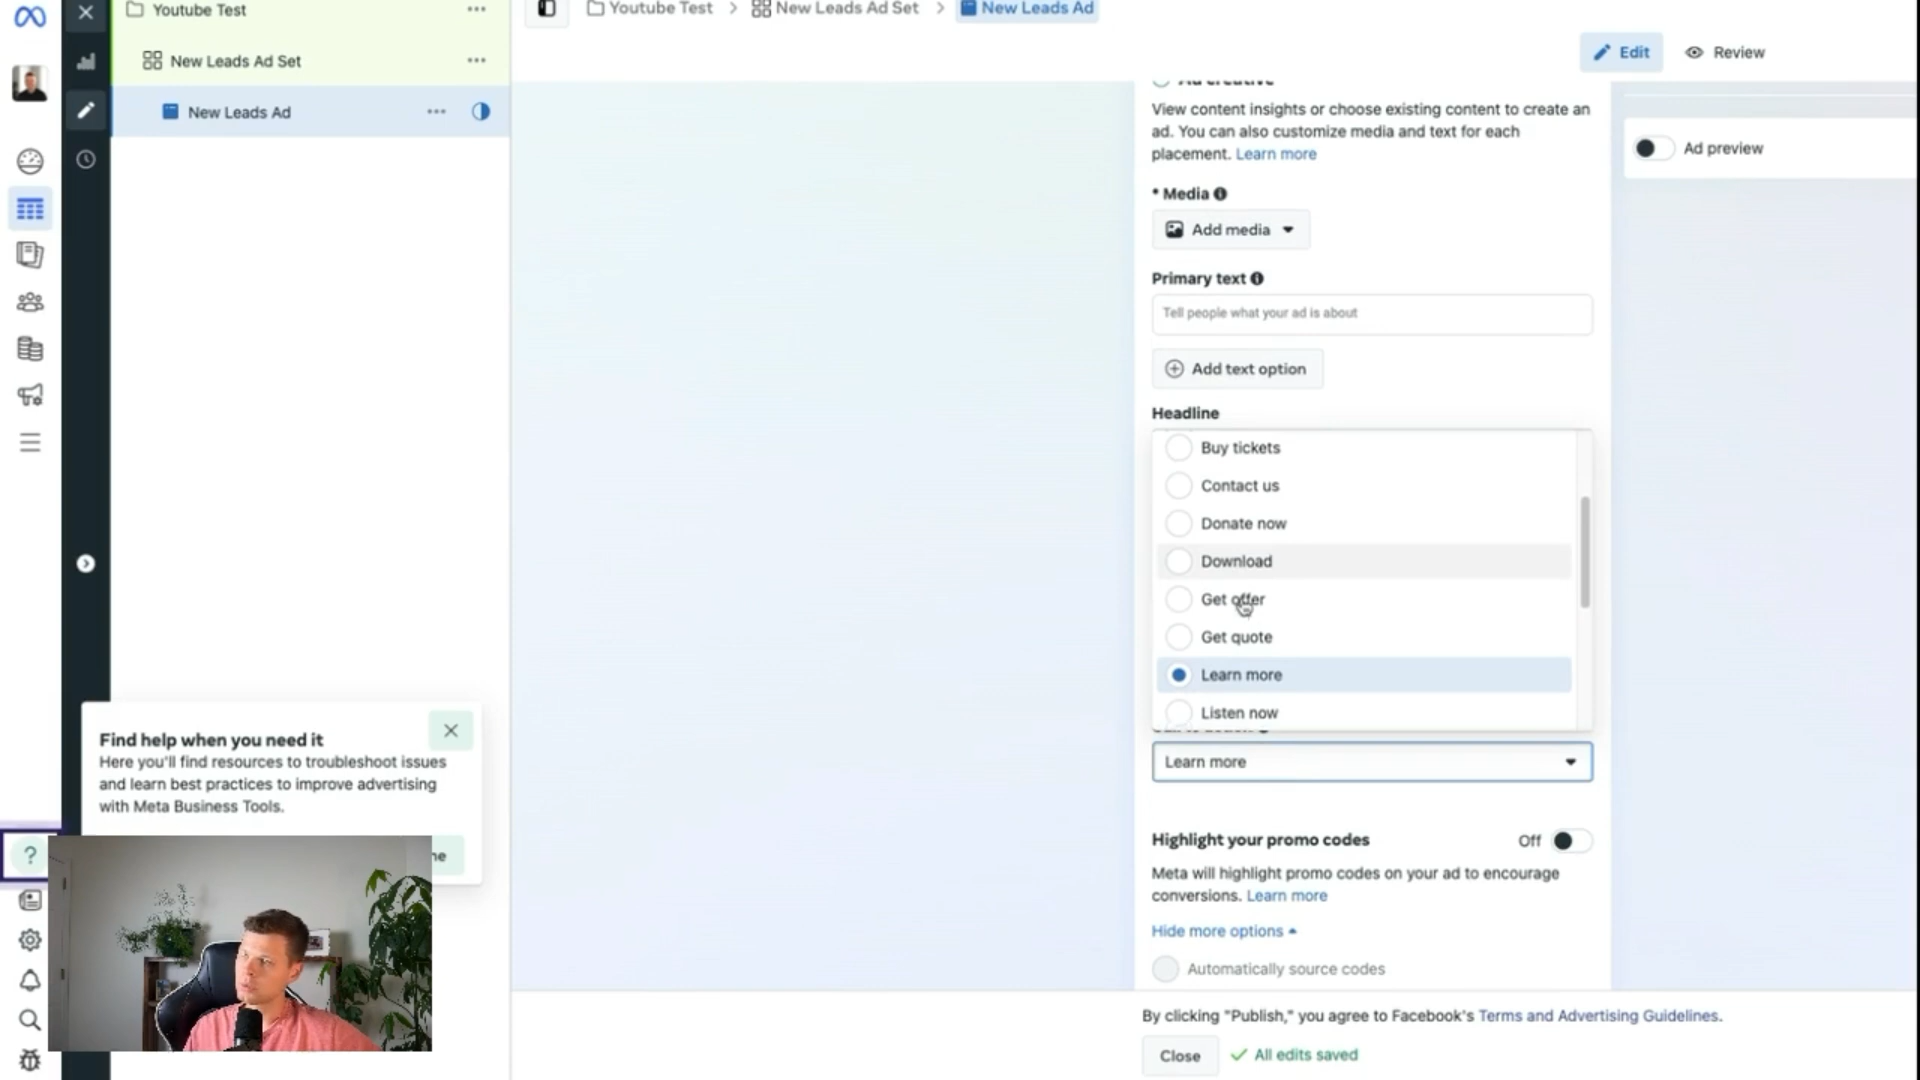 Youtube Test
New Leads Ad Set
New Leads Ad
Youtube Test > New Leads Ad Set > New Leads Ad
Edit
Review
Ad creative
View content insights or choose existing content to create an
ad. You can also customize media and text for each
placement. Learn more
* Media
Add media
Primary text
Tell people what your ad is about
Add text option
Headline
Buy tickets
Contact us
Donate now
Download
Get offer
Get quote
Learn more
Listen now
Call to action
Learn more
Highlight your promo codes
Off
Meta will highlight promo codes on your ad to encourage
conversions. Learn more
Hide more options
Automatically source codes
Ad preview
Find help when you need it
Here you'll find resources to troubleshoot issues
and learn best practices to improve advertising
with Meta Business Tools.
By clicking "Publish," you agree to Facebook's Terms and Advertising Guidelines.
Close
All edits saved